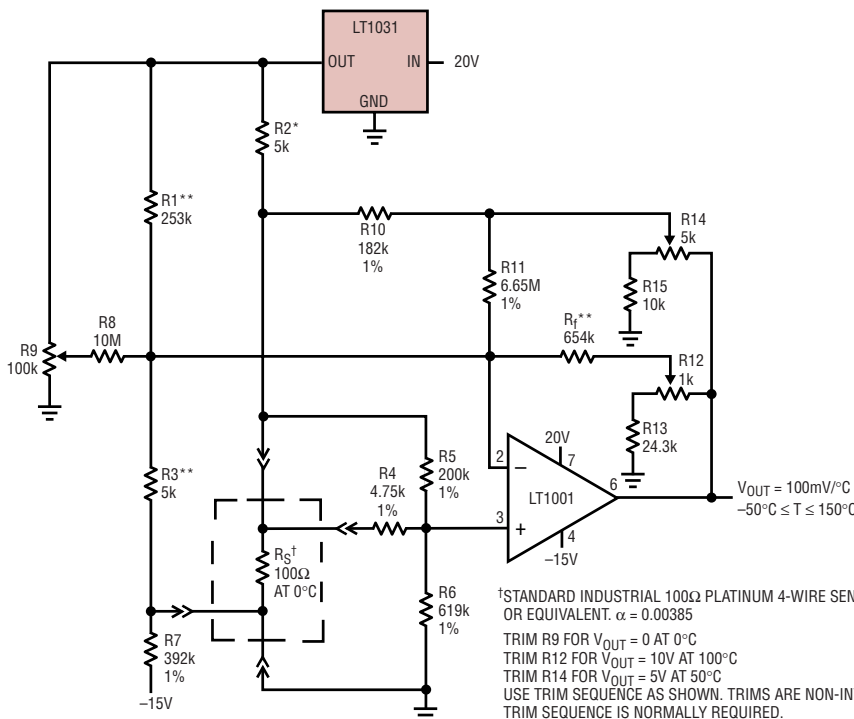 LT1031
OUT
IN
20V
GND
R2*
5k
R1**
253k
R10
182k
1%
R14
5k
R11
6.65M
1%
R15
10k
R8
10M
R9
100k
Rf**
654k
R12
1k
R13
24.3k
R3**
5k
R5
200k
1%
R4
4.75k
1%
20V
2
7
–
LT1001
6
3
+
4
–15V
VOUT = 100mV/°C
–50°C ≤ T ≤ 150°C
RS†
100Ω
AT 0°C
R6
619k
1%
R7
392k
1%
–15V
†STANDARD INDUSTRIAL 100Ω PLATINUM 4-WIRE SEN
OR EQUIVALENT. α = 0.00385
TRIM R9 FOR VOUT = 0 AT 0°C
TRIM R12 FOR VOUT = 10V AT 100°C
TRIM R14 FOR VOUT = 5V AT 50°C
USE TRIM SEQUENCE AS SHOWN. TRIMS ARE NON-IN
TRIM SEQUENCE IS NORMALLY REQUIRED.